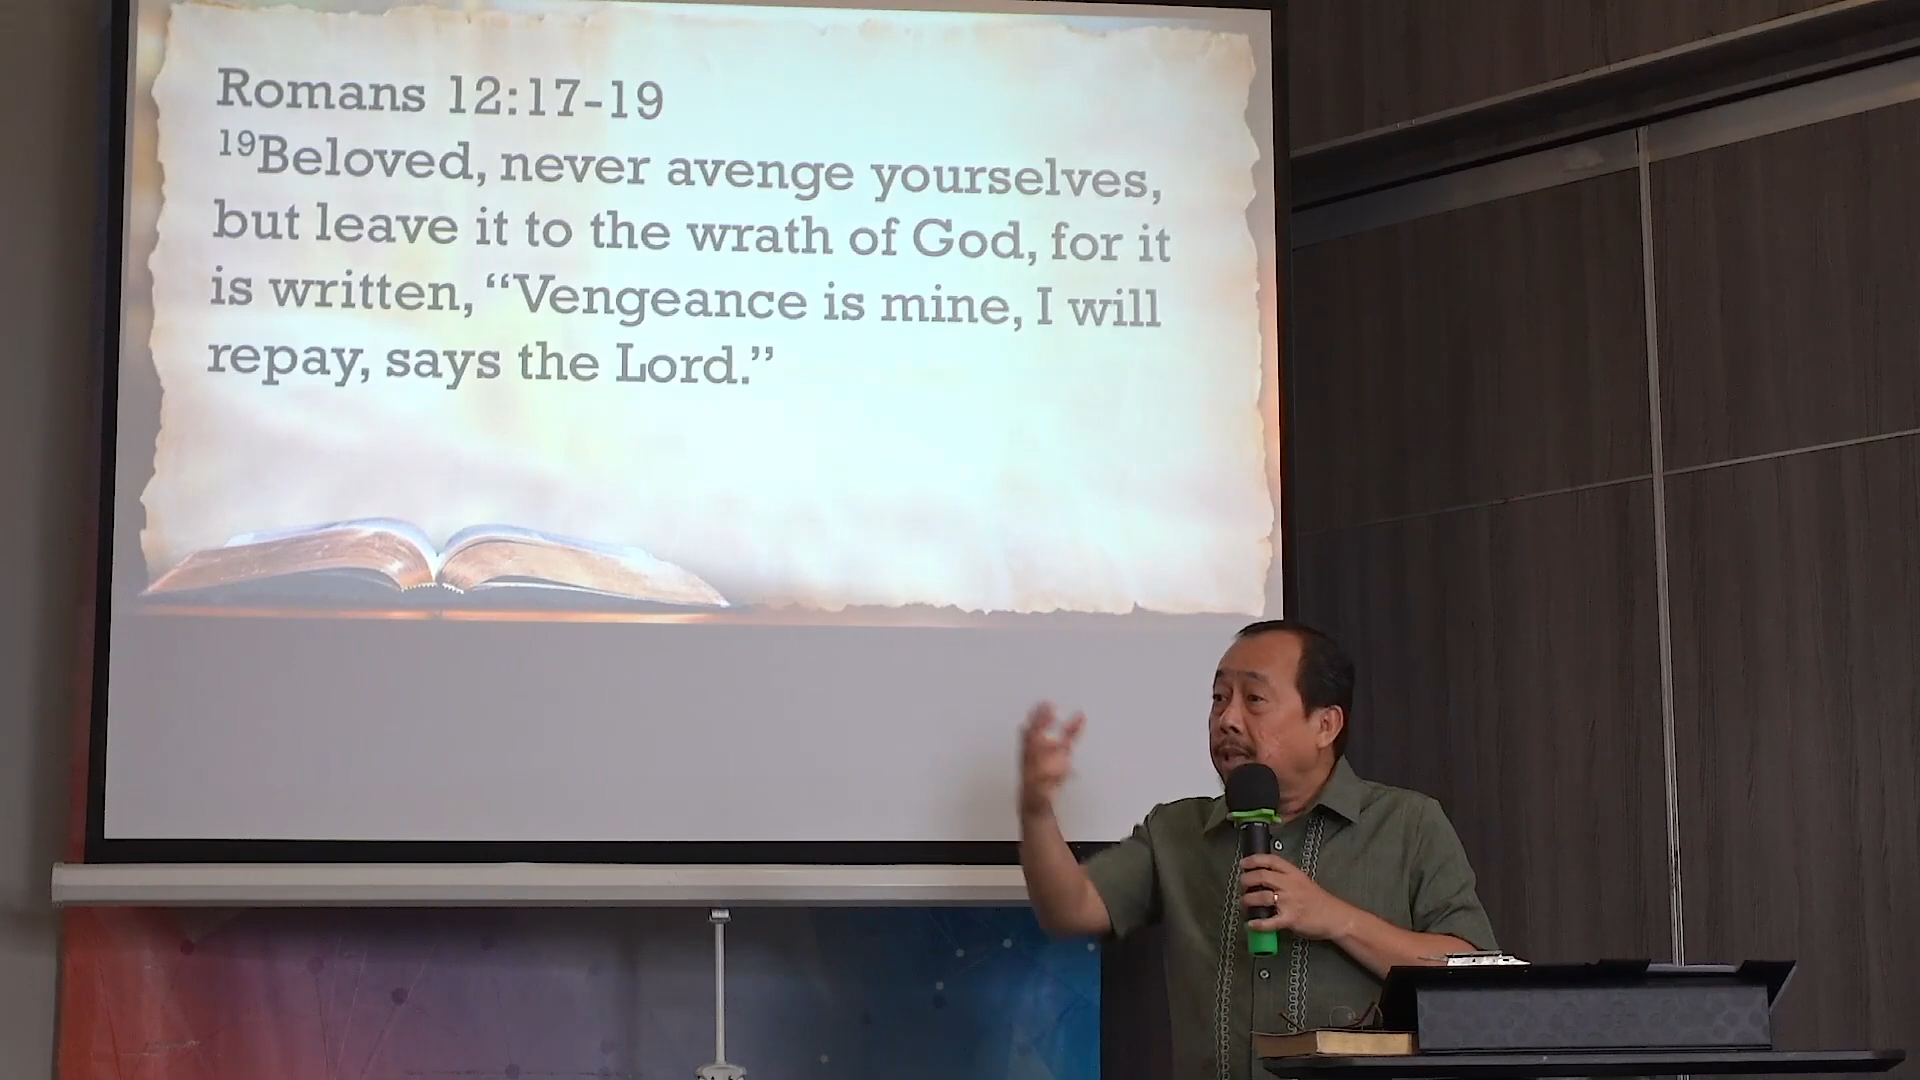 Romans 12:17-19
19Beloved, never avenge yourselves,
but leave it to the wrath of God, for it
is written, “Vengeance is mine, I will
repay, says the Lord.”